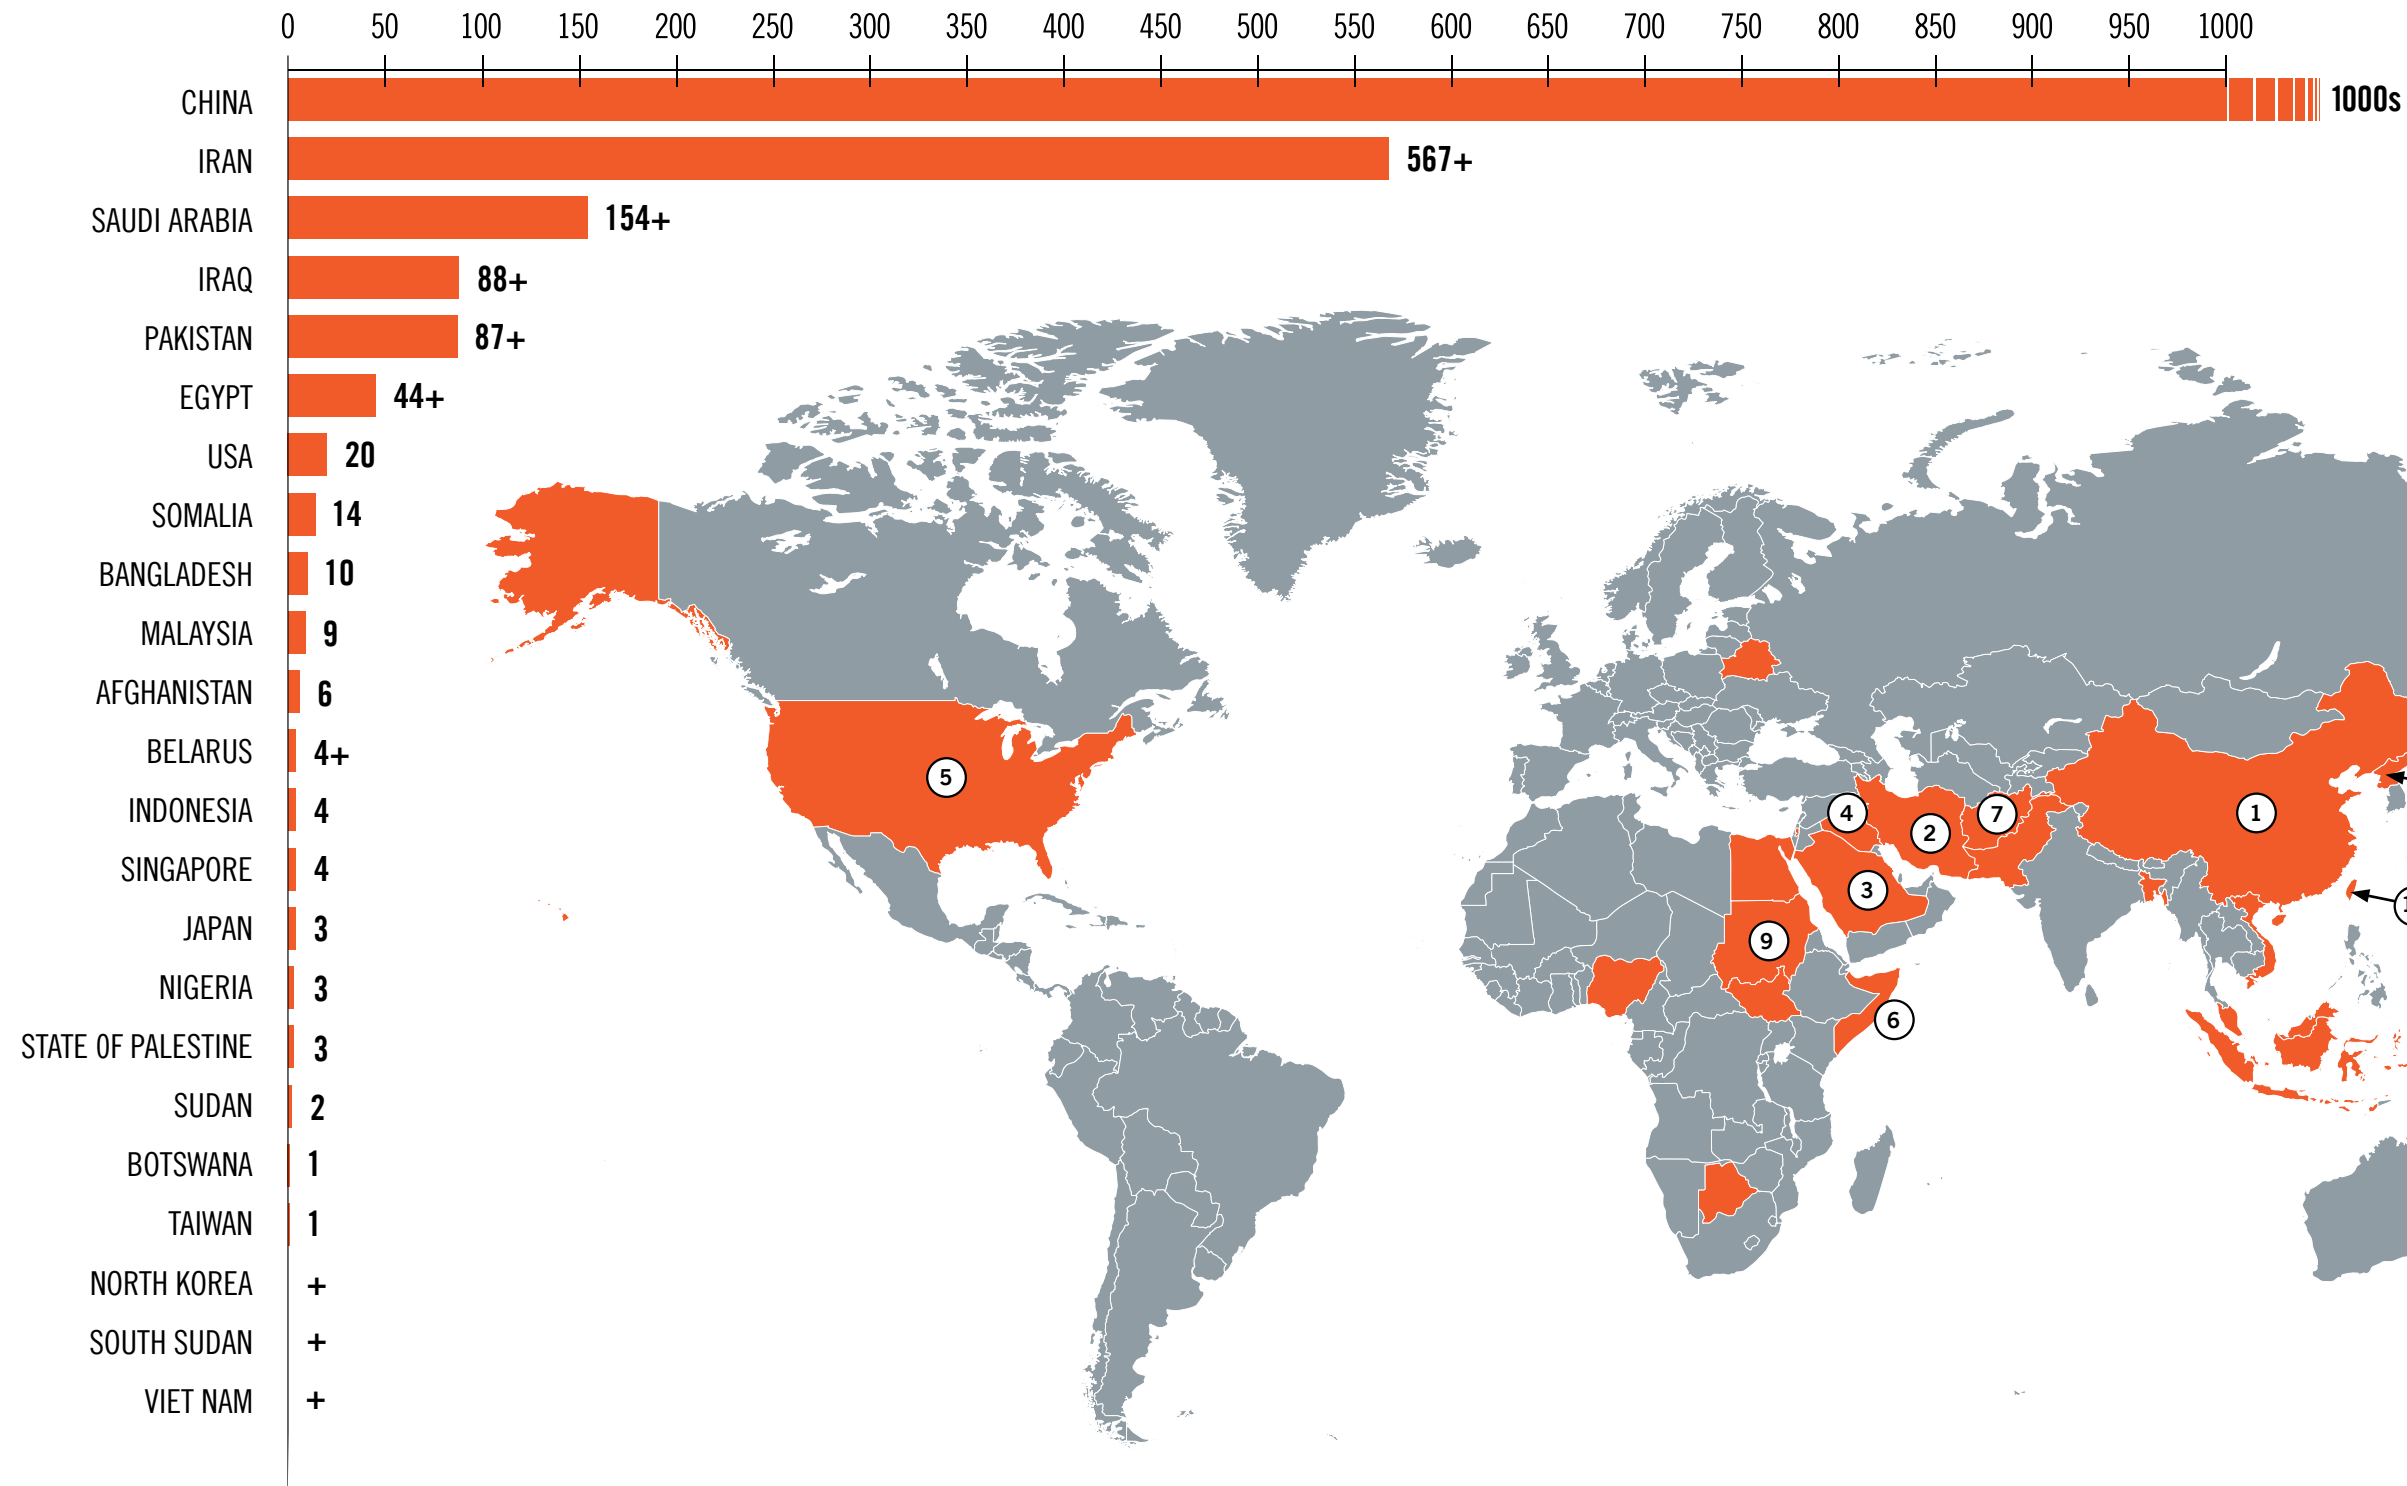 0 50 100 150 200 250 300 350 400 450 500 550 600 650 700 750 800 850 900 950 1000
CHINA 1000s
IRAN 567+
SAUDI ARABIA 154+
IRAQ 88+
PAKISTAN 87+
EGYPT 44+
USA 20
SOMALIA 14
BANGLADESH 10
MALAYSIA 9
AFGHANISTAN 6
BELARUS 4+
INDONESIA 4
SINGAPORE 4
JAPAN 3
NIGERIA 3
STATE OF PALESTINE 3
SUDAN 2
BOTSWANA 1
TAIWAN 1
NORTH KOREA +
SOUTH SUDAN +
VIET NAM +
5
4
2
7
1
3
9
6